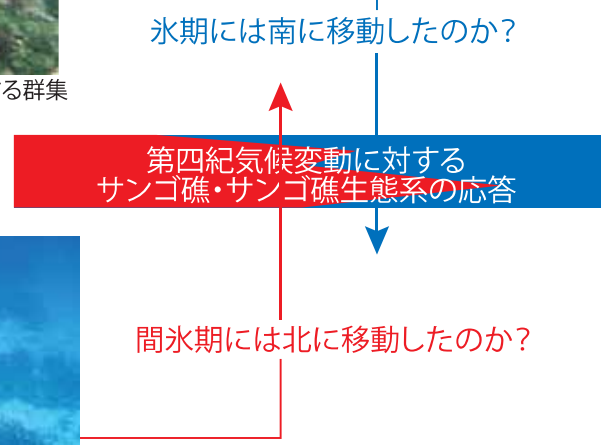 氷期には南に移動したのか？
る群集
第四紀気候変動に対する
サンゴ礁・サンゴ礁生態系の応答
間氷期には北に移動したのか？